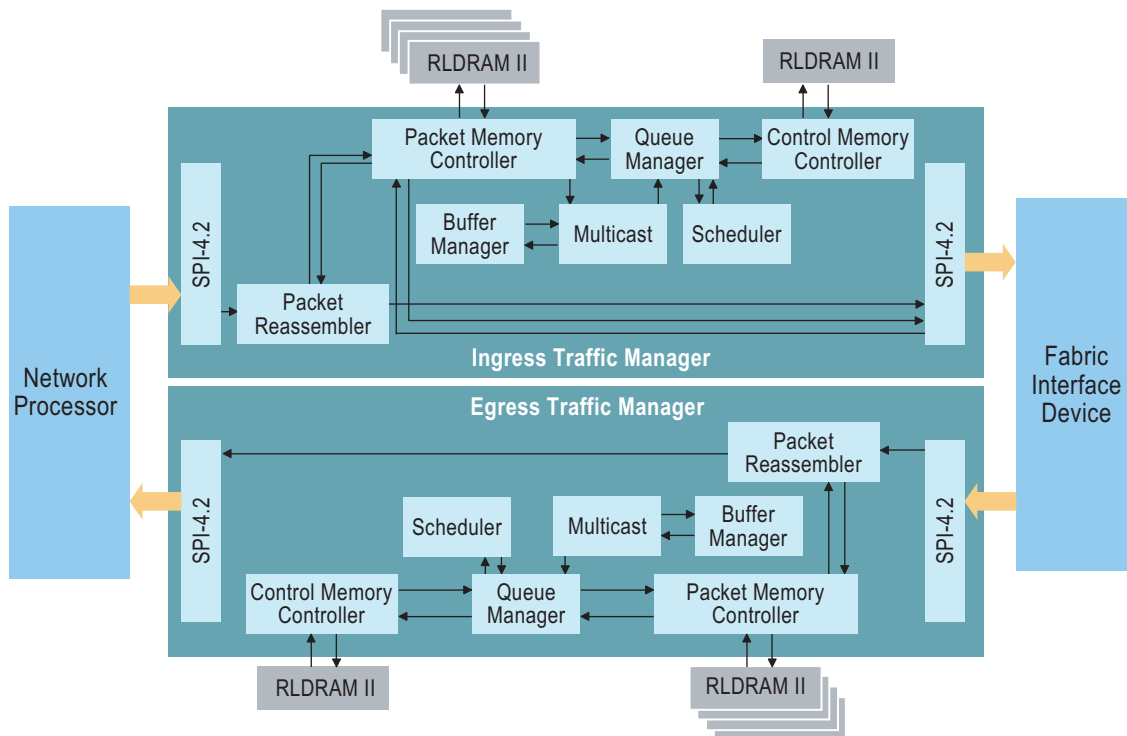 RLDRAM II
RLDRAM II
Packet Memory
Controller
Queue
Manager
Control Memory
Controller
SPI-4.2
Buffer
Manager
Multicast
Scheduler
SPI-4.2
Packet
Reassembler
Ingress Traffic Manager
Network
Processor
Fabric
Interface
Device
Egress Traffic Manager
Packet
Reassembler
SPI-4.2
Scheduler
Multicast
Buffer
Manager
SPI-4.2
Control Memory
Controller
Queue
Manager
Packet Memory
Controller
RLDRAM II
RLDRAM II